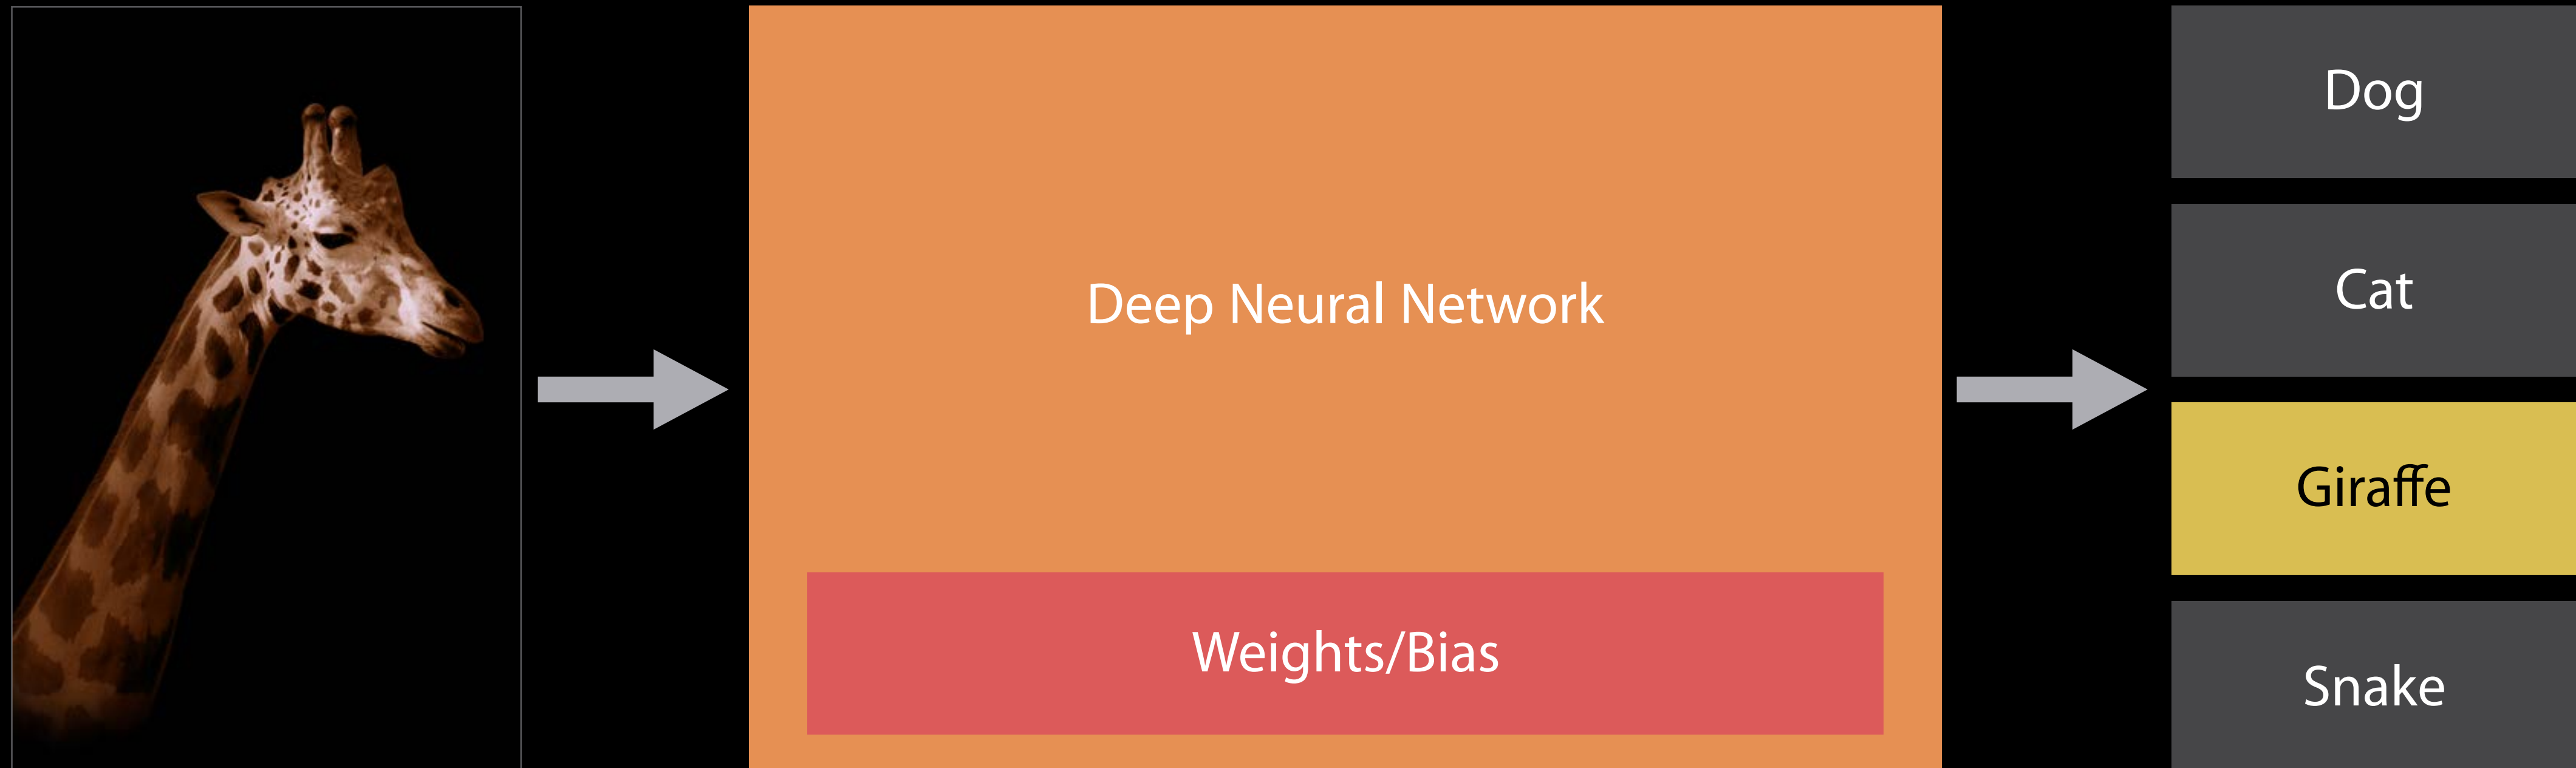 Deep Neural Network
Weights/Bias
Dog
Cat
Giraffe
Snake